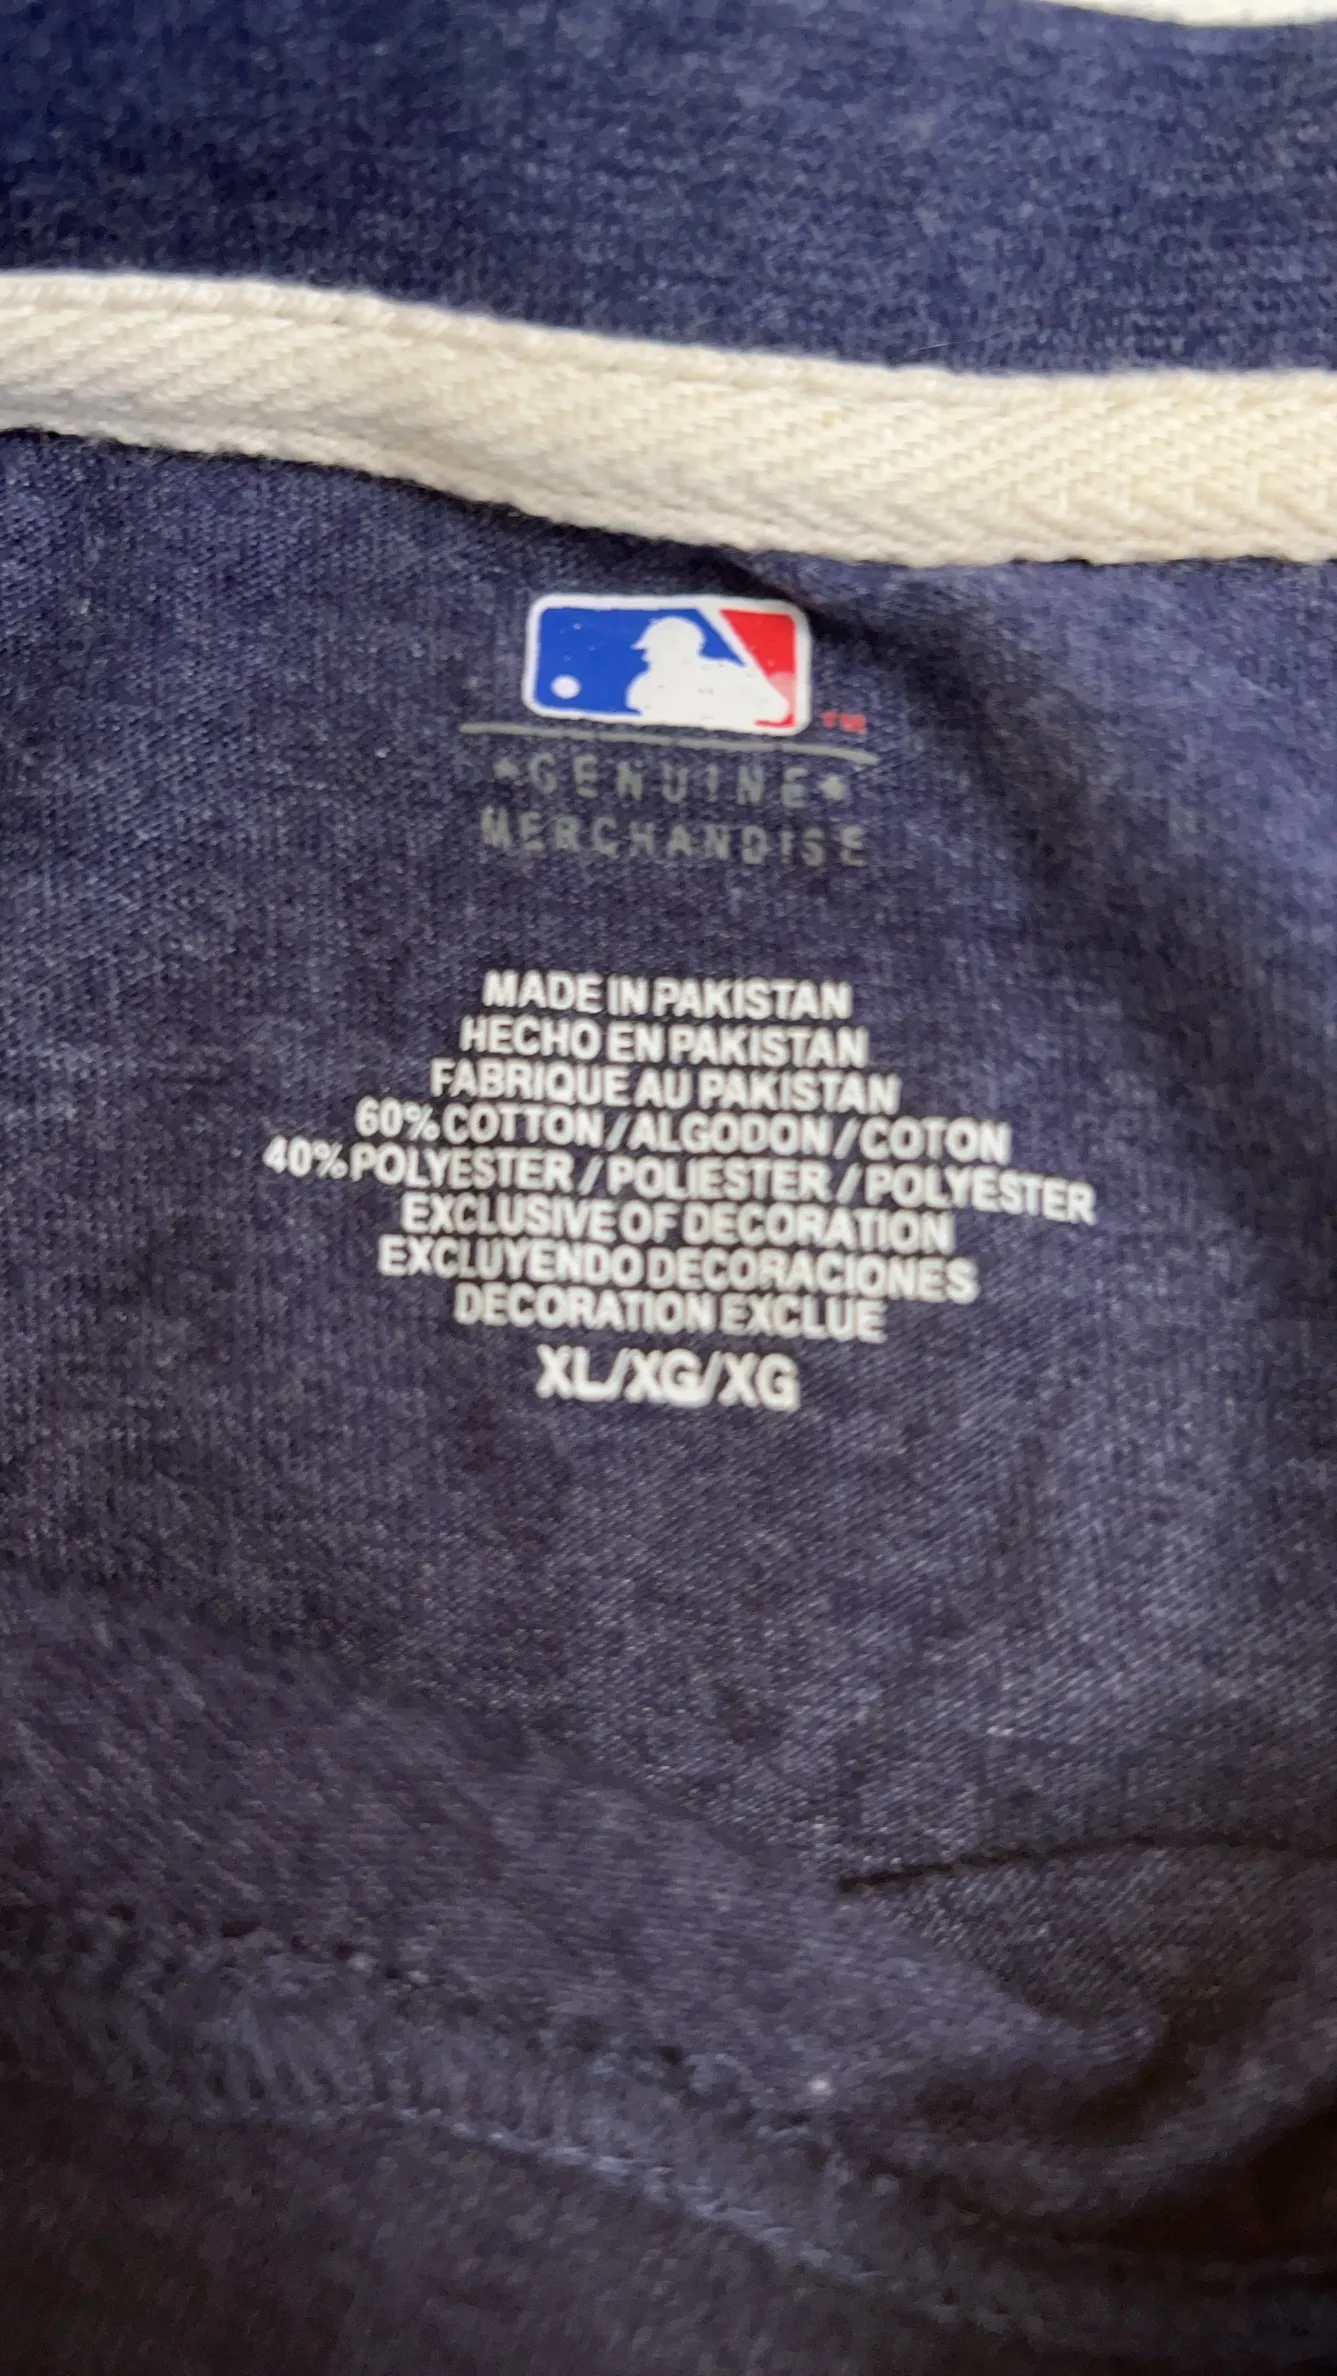 TM
*GENUINE*
MERCHANDISE
MADE IN PAKISTAN
HECHO EN PAKISTAN
FABRIQUE AU PAKISTAN
60% COTTON / ALGODON / COTON
40% POLYESTER / POLIESTER / POLYESTER
EXCLUSIVE OF DECORATION
EXCLUYENDO DECORACIONES
DECORATION EXCLUE
XL/XG/XG